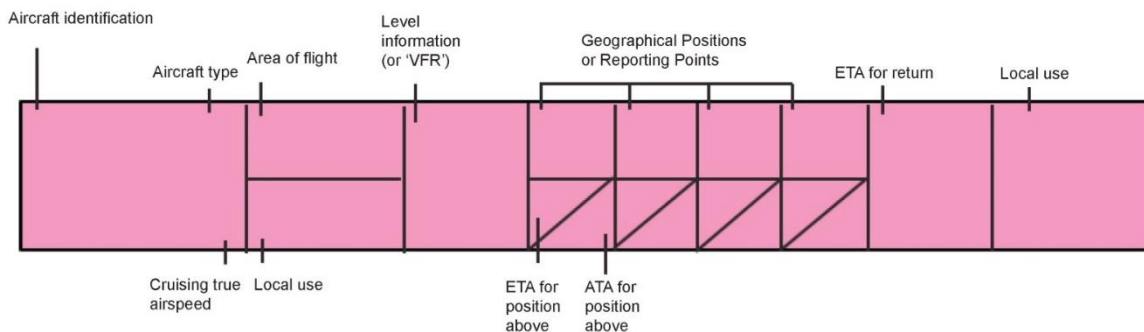 Aircraft identification
Aircraft type
Area of flight
Level
information
(or ‘VFR’)
Geographical Positions
or Reporting Points
ETA for return
Local use
Cruising true
airspeed
Local use
ETA for
position
above
ATA for
position
above